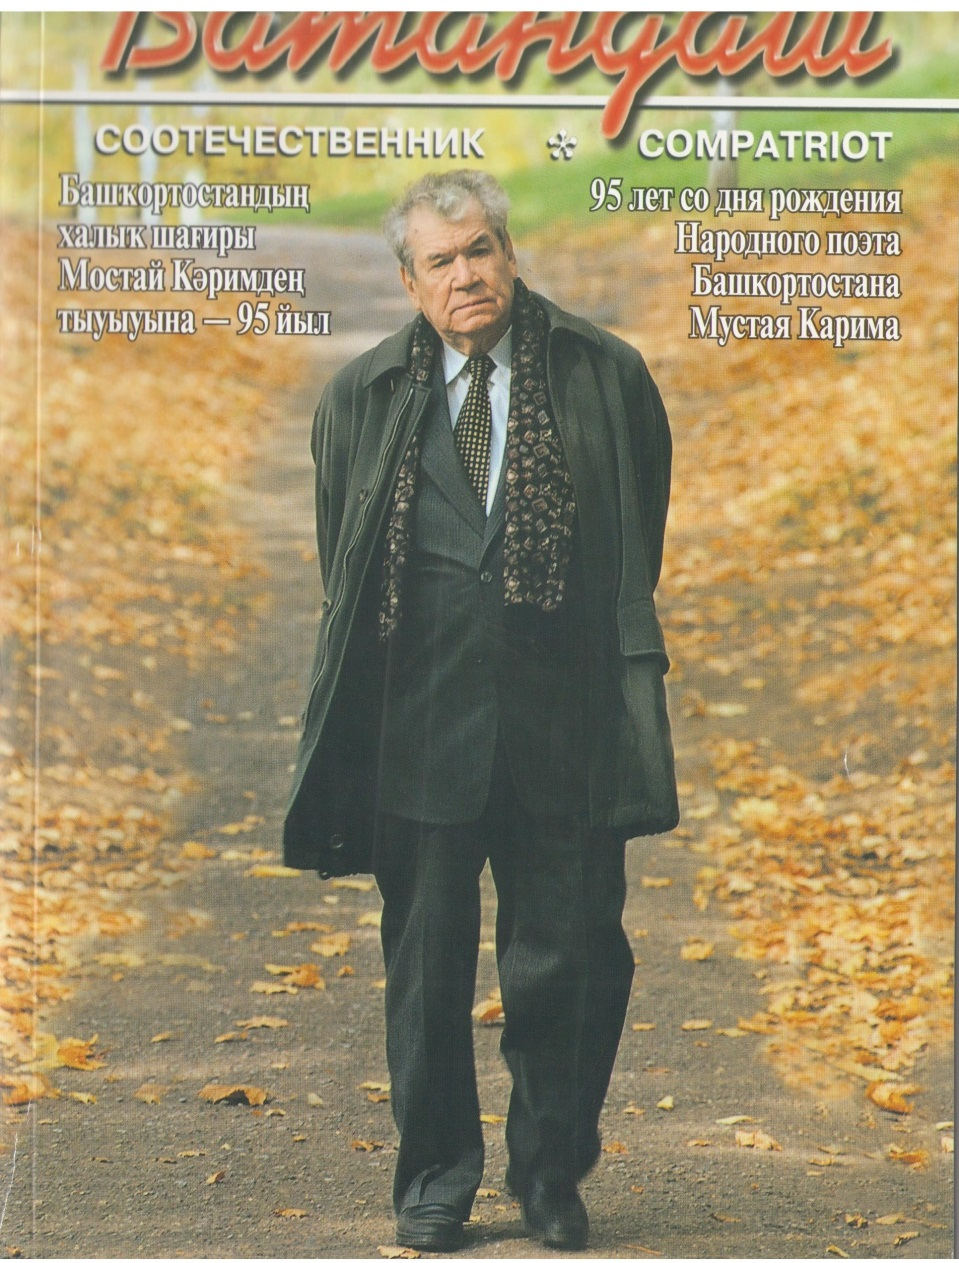 Ватандаш
СООТЕЧЕСТВЕННИК * COMPATRIOT
Башҡортостандың
халыҡ шағиры
Мостай Кәримдең
тыуыуына — 95 йыл
95 лет со дня рождения
Народного поэта
Башкортостана
Мустая Карима